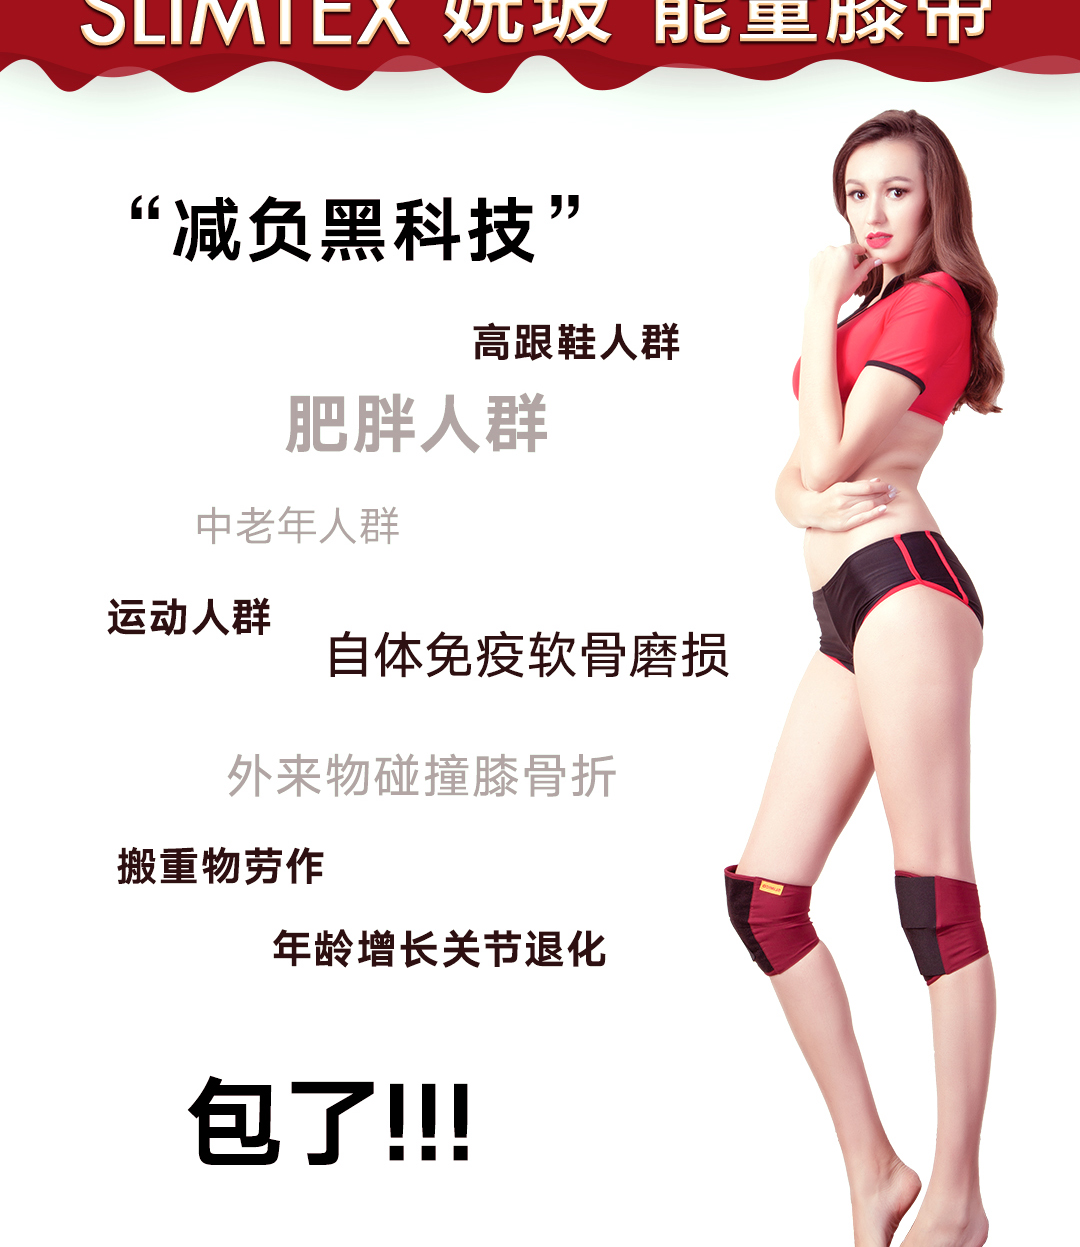 SLIMTEX 婉玻 能量膝带
“减负黑科技”
高跟鞋人群
肥胖人群
中老年人群
运动人群
自体免疫软骨磨损
外来物碰撞膝骨折
搬重物劳作
年龄增长关节退化
包了!!!